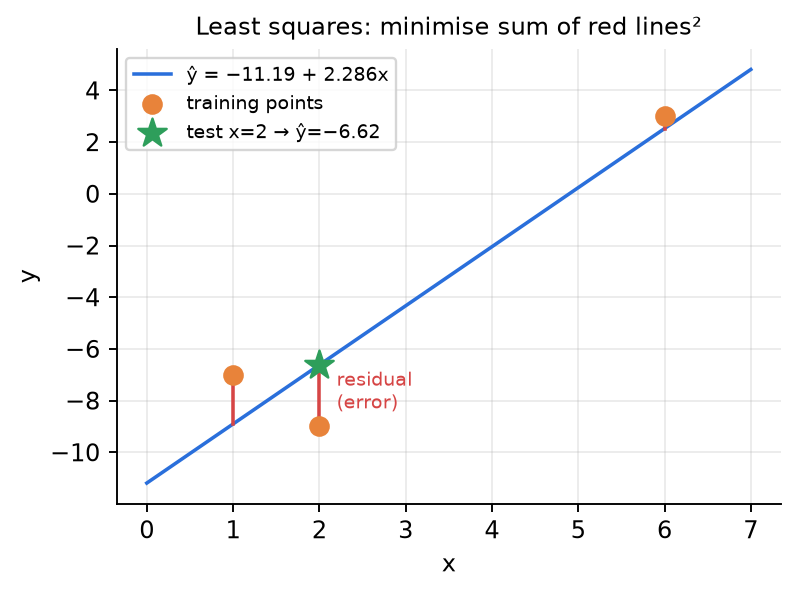 Least squares: minimise sum of red lines²
ŷ = −11.19 + 2.286x
training points
test x=2 → ŷ=−6.62
4
2
0
−2
−4
−6
−8
−10
y
residual
(error)
0 1 2 3 4 5 6 7
x